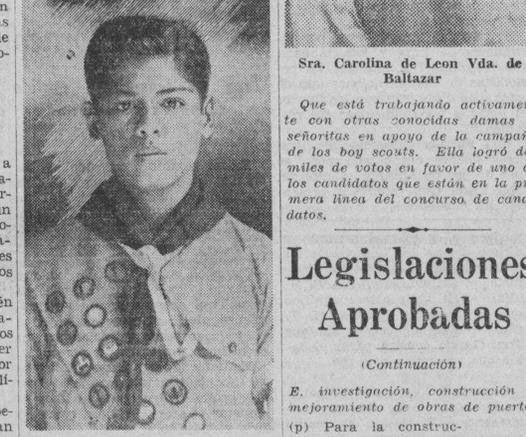 Sra. Carolina de Leon Vda. de
Baltazar
Que está trabajando activamen
te con otras conocidas damas
señoritas en apoyo de la campañ
de los boy scouts. Ella logró d
miles de votos en favor de uno
los candidatos que están en la p
mera línea del concurso de cand
datos.
Legislaciones
Aprobadas
(Continuación)
E. investigación, construcción
mejoramiento de obras de puert
(p) Para la construc-